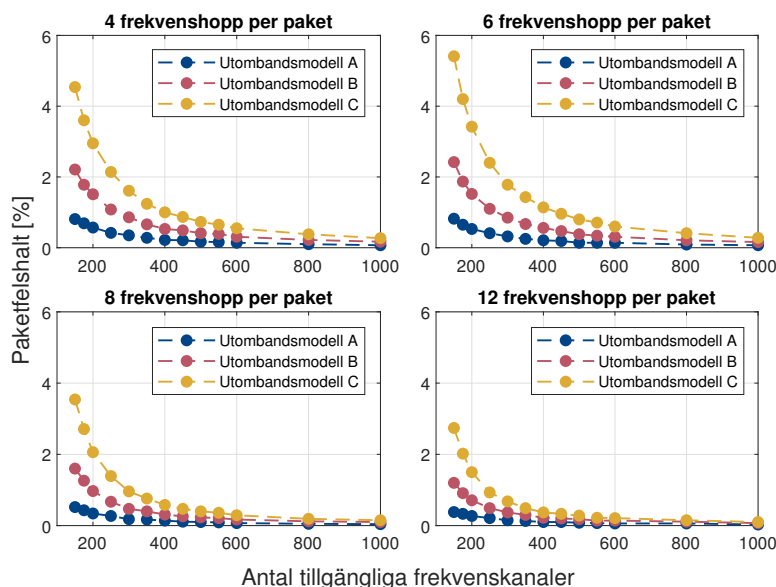 4 frekvenshopp per paket
6
4
2
0
Utombandsmodell A
Utombandsmodell B
Utombandsmodell C
200 400 600 800 1000
6 frekvenshopp per paket
6
4
2
0
Utombandsmodell A
Utombandsmodell B
Utombandsmodell C
200 400 600 800 1000
8 frekvenshopp per paket
6
4
2
0
Utombandsmodell A
Utombandsmodell B
Utombandsmodell C
200 400 600 800 1000
12 frekvenshopp per paket
6
4
2
0
Utombandsmodell A
Utombandsmodell B
Utombandsmodell C
200 400 600 800 1000
Paketfelshalt [%]
Antal tillgängliga frekvenskanaler